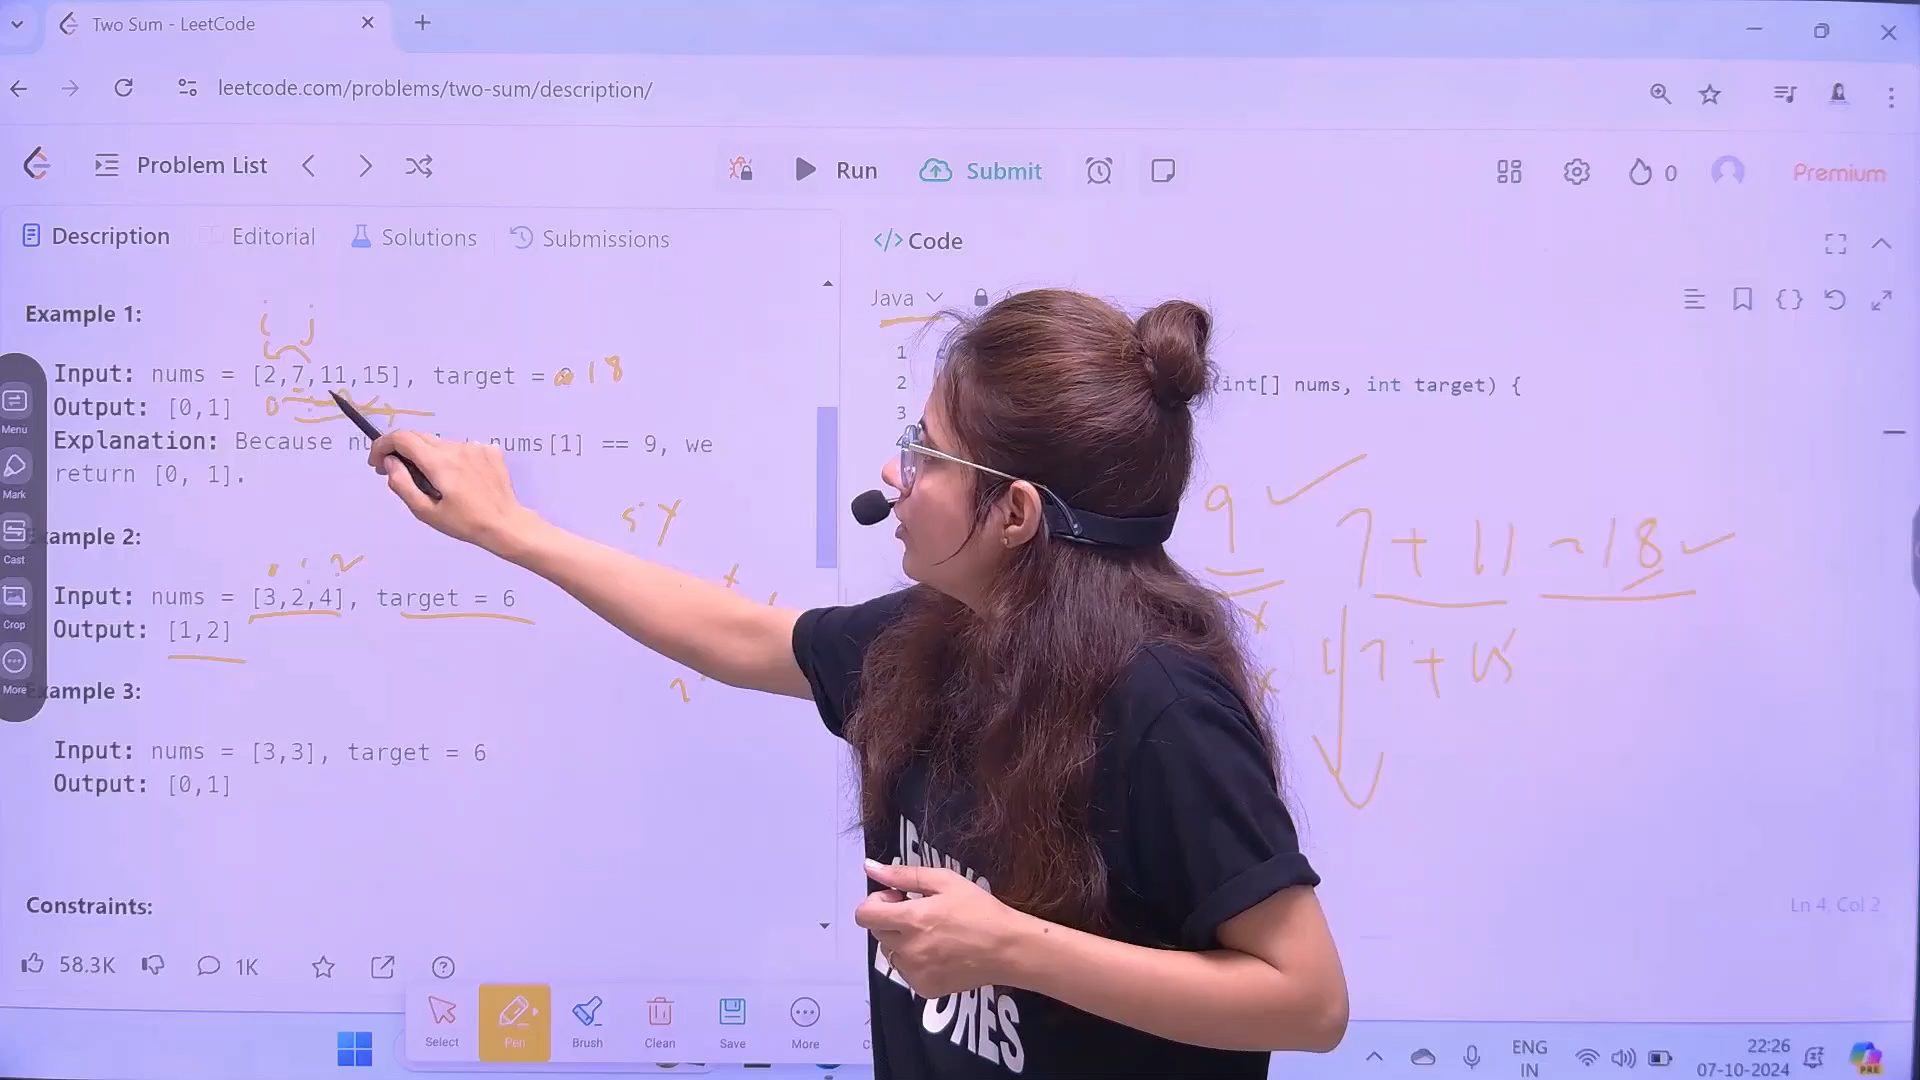 Two Sum - LeetCode
leetcode.com/problems/two-sum/description/
Problem List
Run
Submit
0
Premium
Description
Editorial
Solutions
Submissions
</> Code
Java
Example 1:
i j
Input: nums = [2,7,11,15], target = 18
Output: [0,1] 0
Explanation: Because nums[1] == 9, we
return [0, 1].
Example 2:
Input: nums = [3,2,4], target = 6
Output: [1,2]
Example 3:
Input: nums = [3,3], target = 6
Output: [0,1]
Constraints:
58.3K
1K
1
2 (int[] nums, int target) {
3
9
7 + 11 = 18
7 + 15
Ln 4, Col 2
Menu
Mark
Cast
Crop
More
Select
Pen
Brush
Clean
Save
More
ENG
IN
22:26
07-10-2024
PRE